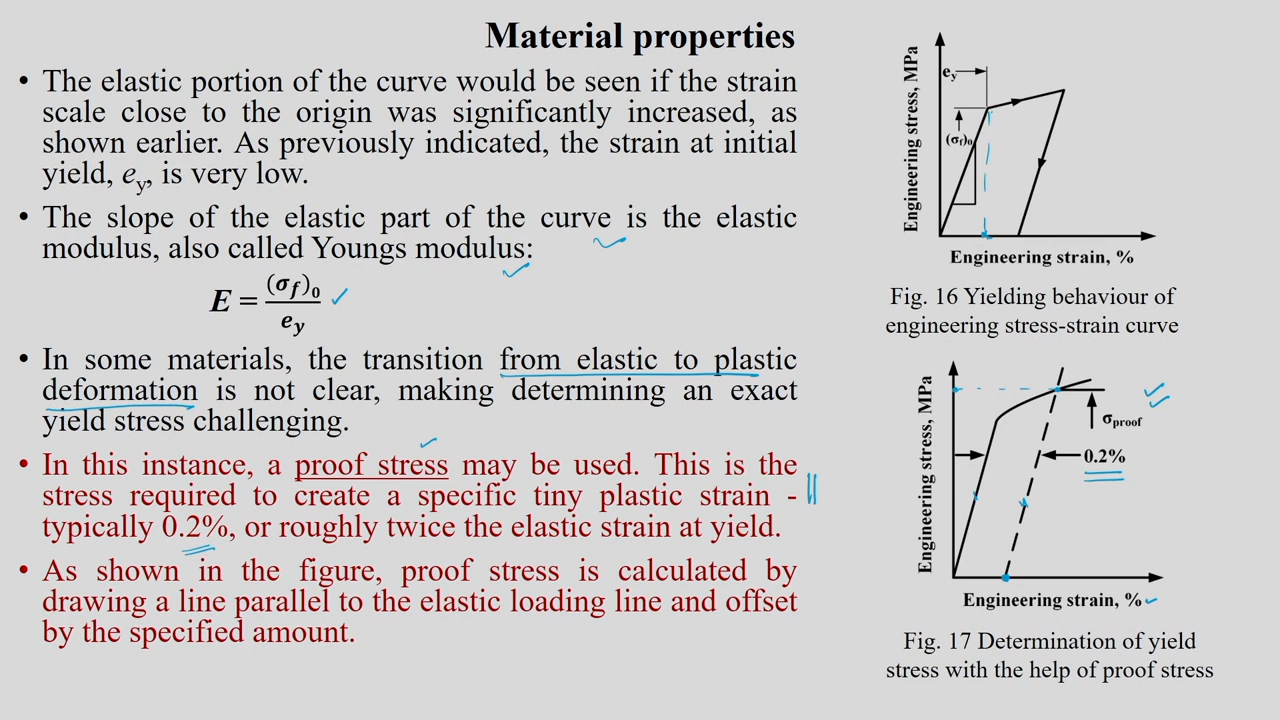 Material properties
• The elastic portion of the curve would be seen if the strain
scale close to the origin was significantly increased, as
shown earlier. As previously indicated, the strain at initial
yield, e_y, is very low.
• The slope of the elastic part of the curve is the elastic
modulus, also called Youngs modulus:
E = (σ_f)_0 / e_y
• In some materials, the transition from elastic to plastic
deformation is not clear, making determining an exact
yield stress challenging.
• In this instance, a proof stress may be used. This is the
stress required to create a specific tiny plastic strain -
typically 0.2%, or roughly twice the elastic strain at yield.
• As shown in the figure, proof stress is calculated by
drawing a line parallel to the elastic loading line and offset
by the specified amount.
Engineering stress, MPa
e_y
(σ_f)_0
Engineering strain, %
Fig. 16 Yielding behaviour of
engineering stress-strain curve
Engineering stress, MPa
σ_proof
0.2%
Engineering strain, %
Fig. 17 Determination of yield
stress with the help of proof stress